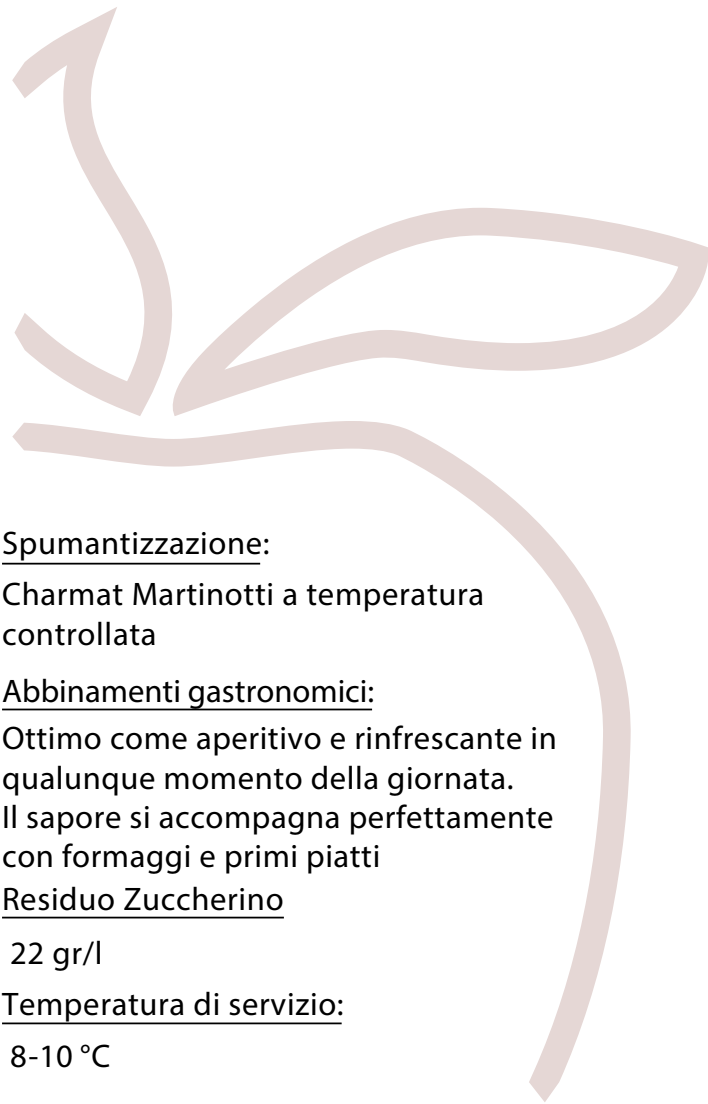 Spumantizzazione:
Charmat Martinotti a temperatura
controllata
Abbinamenti gastronomici:
Ottimo come aperitivo e rinfrescante in
qualunque momento della giornata.
Il sapore si accompagna perfettamente
con formaggi e primi piatti
Residuo Zuccherino
22 gr/l
Temperatura di servizio:
8-10 °C